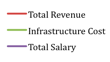 Total Revenue
Infrastructure Cost
Total Salary